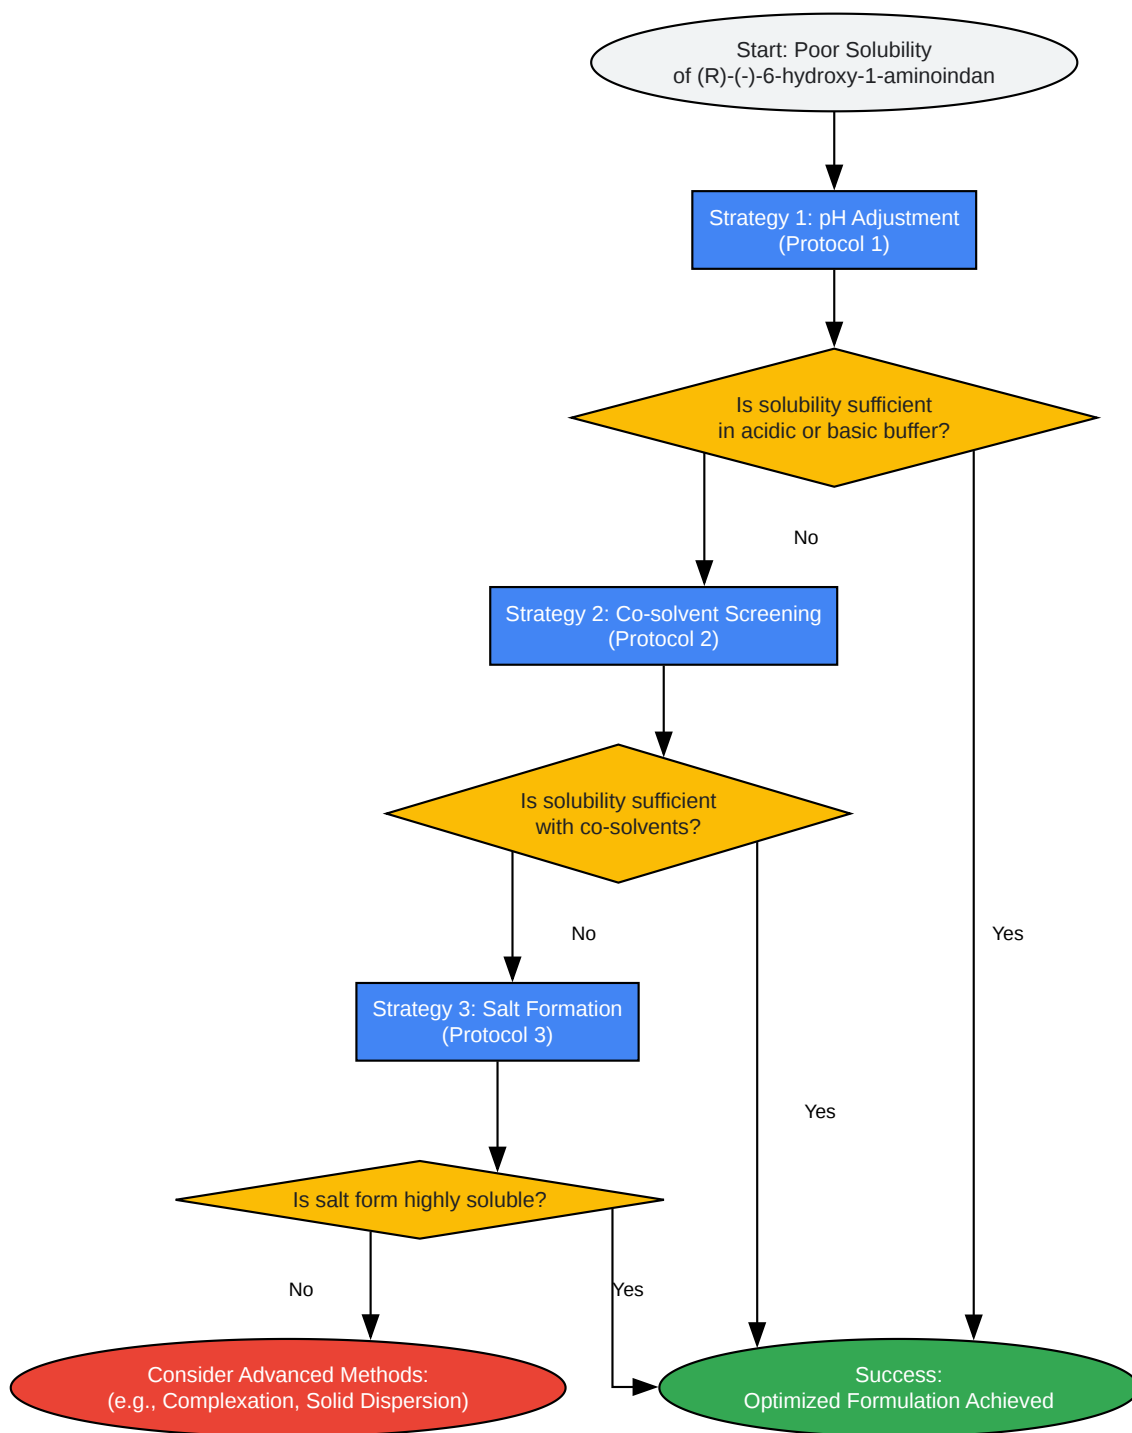 Start: Poor Solubility
of (R)-(-)-6-hydroxy-1-aminoindan
Strategy 1: pH Adjustment
(Protocol 1)
Is solubility sufficient
in acidic or basic buffer?
No
Strategy 2: Co-solvent Screening
(Protocol 2)
Is solubility sufficient
with co-solvents?
No
Yes
Strategy 3: Salt Formation
(Protocol 3)
Yes
Is salt form highly soluble?
No
Yes
Consider Advanced Methods:
(e.g., Complexation, Solid Dispersion)
Success:
Optimized Formulation Achieved